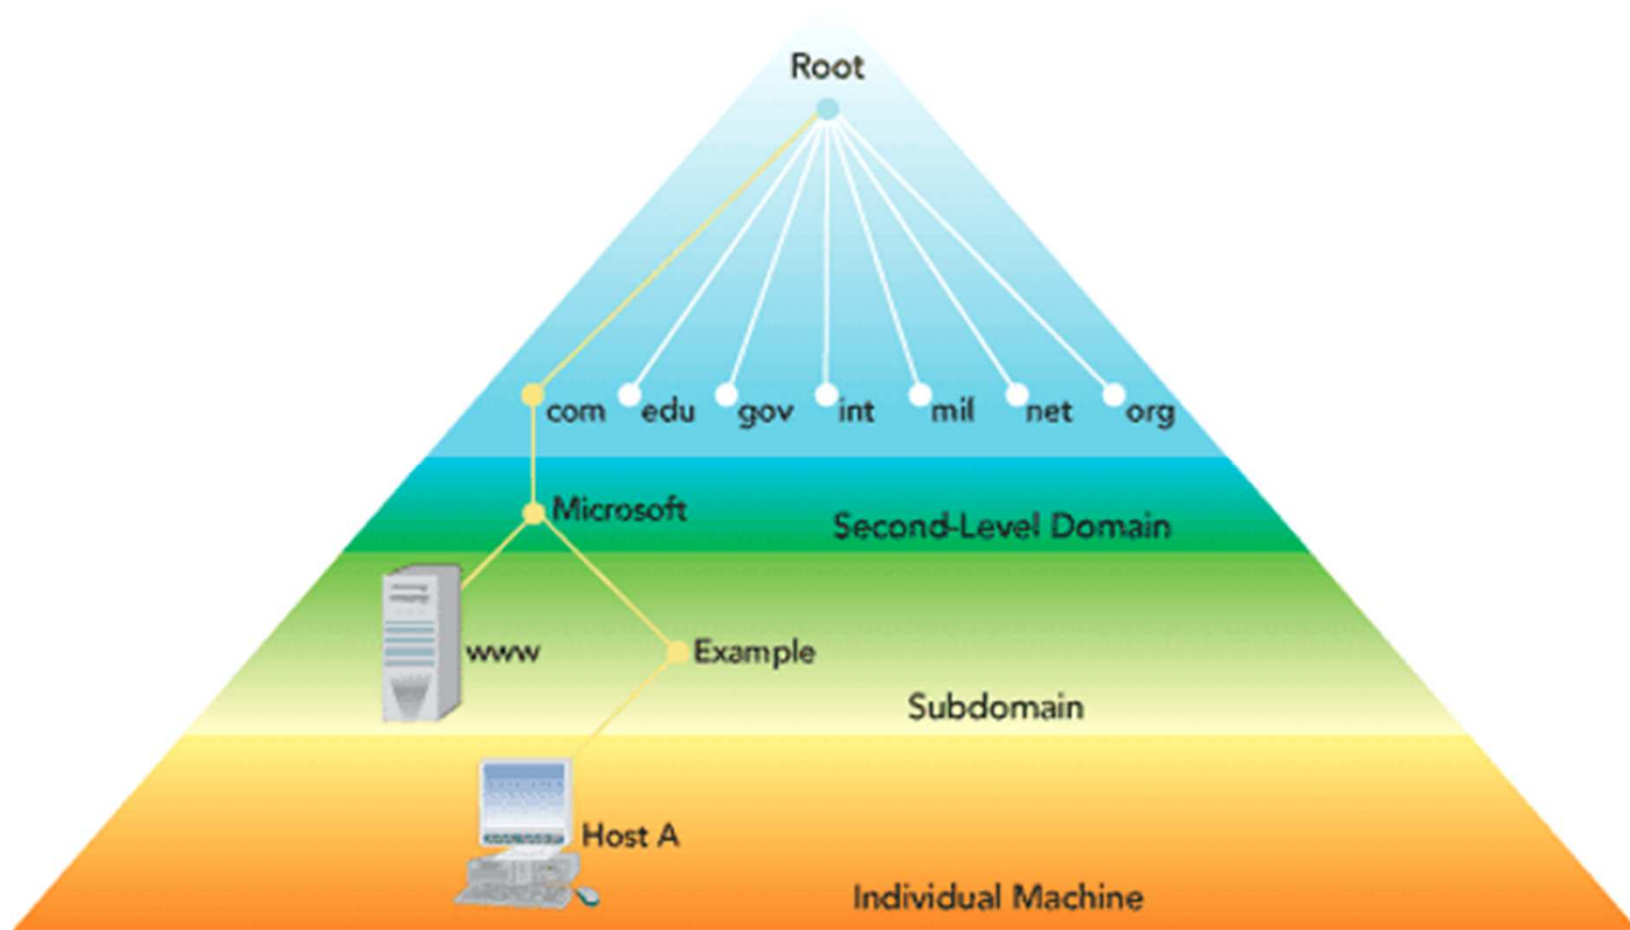 Root
com edu gov int mil net org
Microsoft
Second-Level Domain
www
Example
Subdomain
Host A
Individual Machine